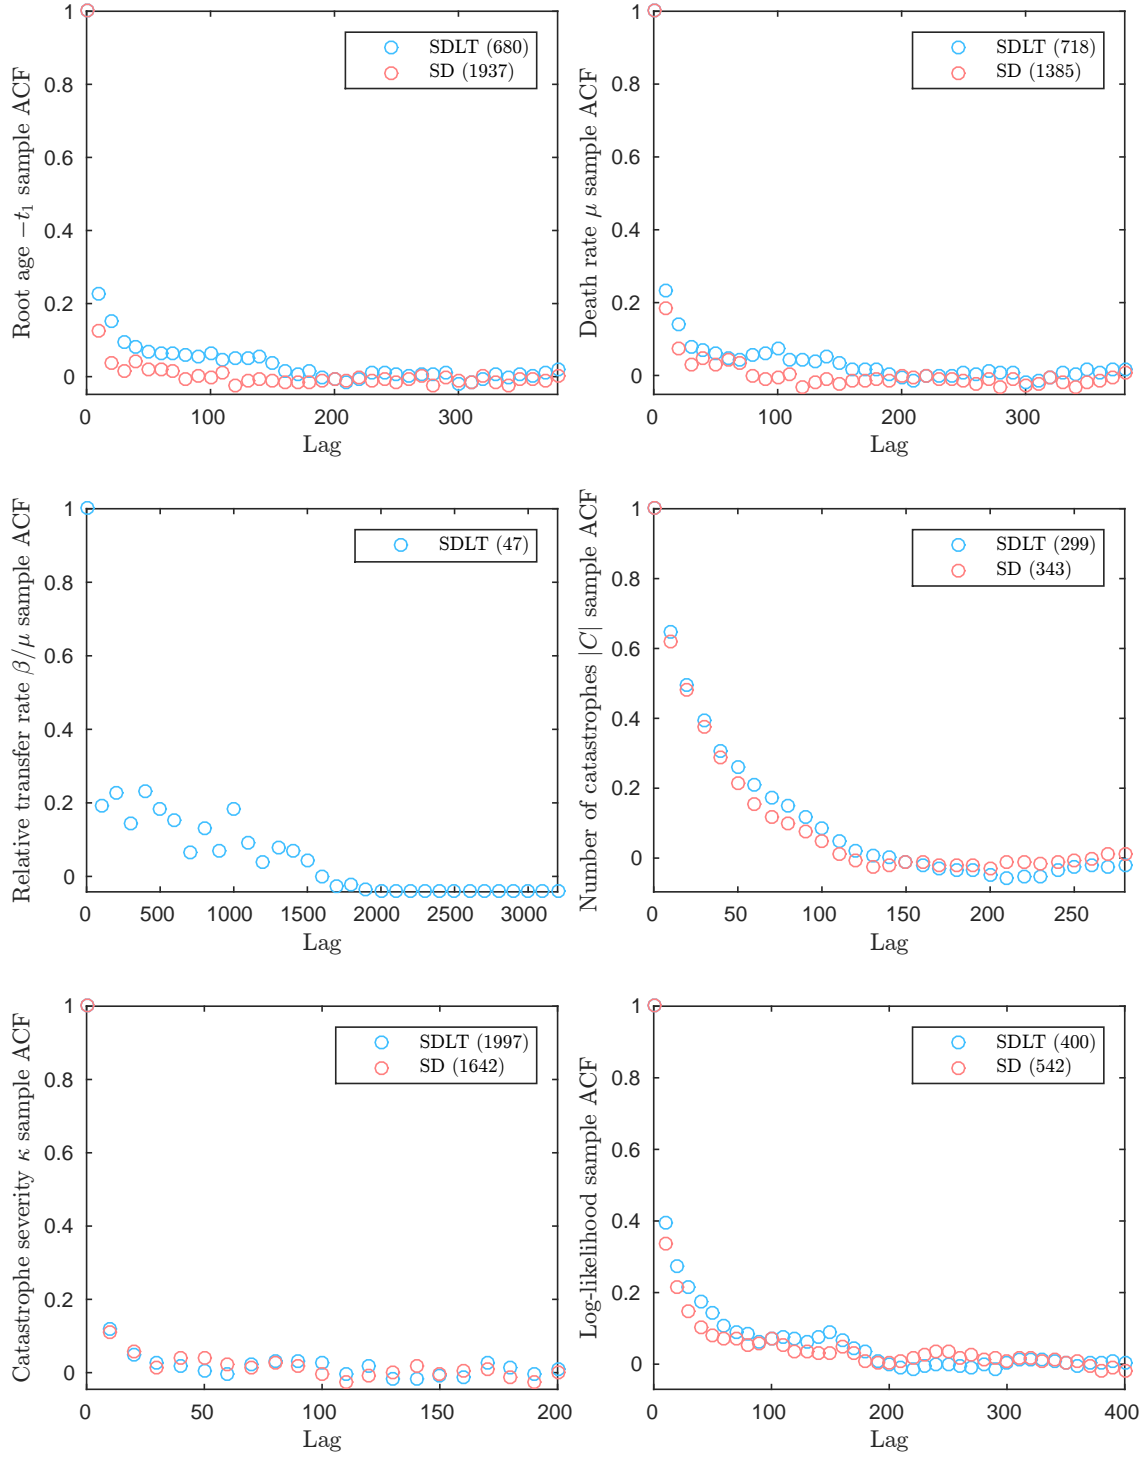 Root age −t₁ sample ACF
1
0.8
0.6
0.4
0.2
0
0 100 200 300
Lag
SDLT (680)
SD (1937)
Death rate μ sample ACF
1
0.8
0.6
0.4
0.2
0
0 100 200 300
Lag
SDLT (718)
SD (1385)
Relative transfer rate β/μ sample ACF
1
0.8
0.6
0.4
0.2
0
0 500 1000 1500 2000 2500 3000
Lag
SDLT (47)
Number of catastrophes |C| sample ACF
1
0.8
0.6
0.4
0.2
0
0 50 100 150 200 250
Lag
SDLT (299)
SD (343)
Catastrophe severity κ sample ACF
1
0.8
0.6
0.4
0.2
0
0 50 100 150 200
Lag
SDLT (1997)
SD (1642)
Log-likelihood sample ACF
1
0.8
0.6
0.4
0.2
0
0 100 200 300 400
Lag
SDLT (400)
SD (542)